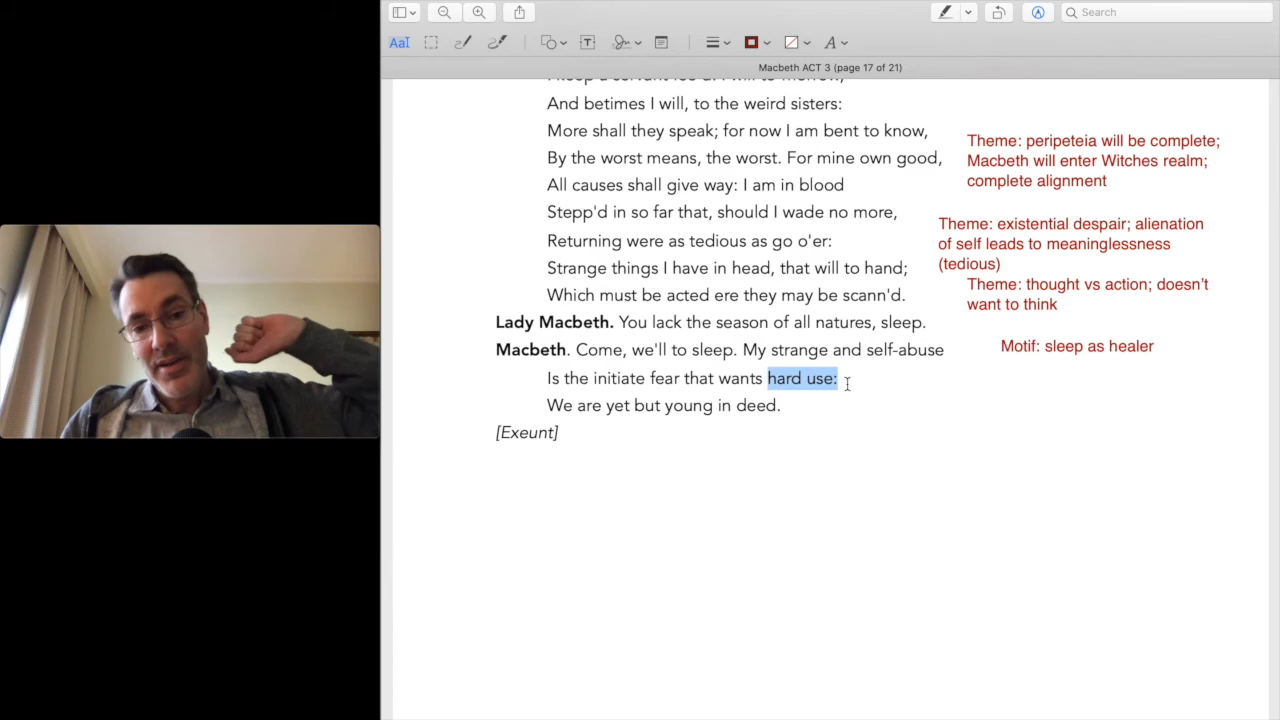 Search
Macbeth ACT 3 (page 17 of 21)
And betimes I will, to the weird sisters:
More shall they speak; for now I am bent to know,
By the worst means, the worst. For mine own good,
All causes shall give way: I am in blood
Stepp'd in so far that, should I wade no more,
Returning were as tedious as go o'er:
Strange things I have in head, that will to hand;
Which must be acted ere they may be scann'd.
Lady Macbeth. You lack the season of all natures, sleep.
Macbeth. Come, we'll to sleep. My strange and self-abuse
Is the initiate fear that wants hard use:
We are yet but young in deed.
[Exeunt]
Theme: peripeteia will be complete;
Macbeth will enter Witches realm;
complete alignment
Theme: existential despair; alienation
of self leads to meaninglessness
(tedious)
Theme: thought vs action; doesn't
want to think
Motif: sleep as healer